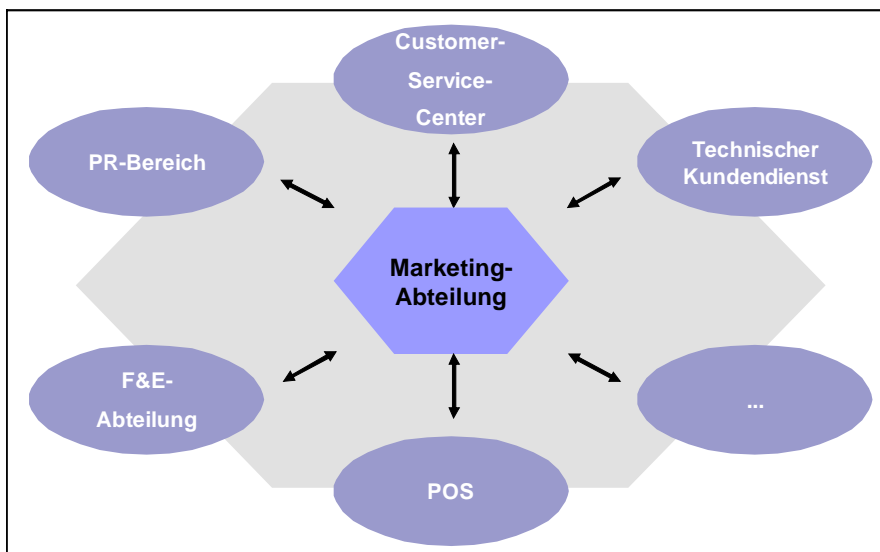 Customer-
Service-
Center
PR-Bereich
Technischer
Kundendienst
Marketing-
Abteilung
F&E-
Abteilung
...
POS